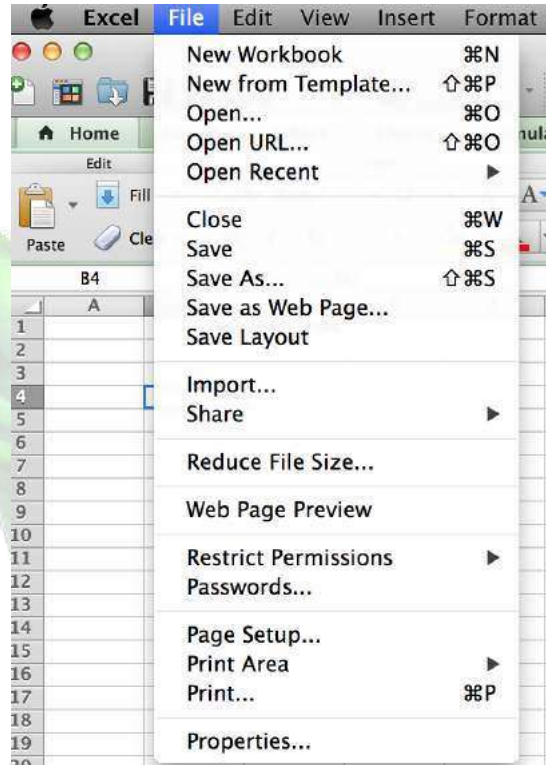 Excel File Edit View Insert Format
New Workbook ⌘N
New from Template... ⇧⌘P
Open... ⌘O
Open URL... ⇧⌘O
Open Recent ▶
Close ⌘W
Save ⌘S
Save As... ⇧⌘S
Save as Web Page...
Save Layout
Import...
Share ▶
Reduce File Size...
Web Page Preview
Restrict Permissions ▶
Passwords...
Page Setup...
Print Area ▶
Print... ⌘P
Properties...
Home
Edit
Fill
Paste
B4
A
1
2
3
4
5
6
7
8
9
10
11
12
13
14
15
16
17
18
19